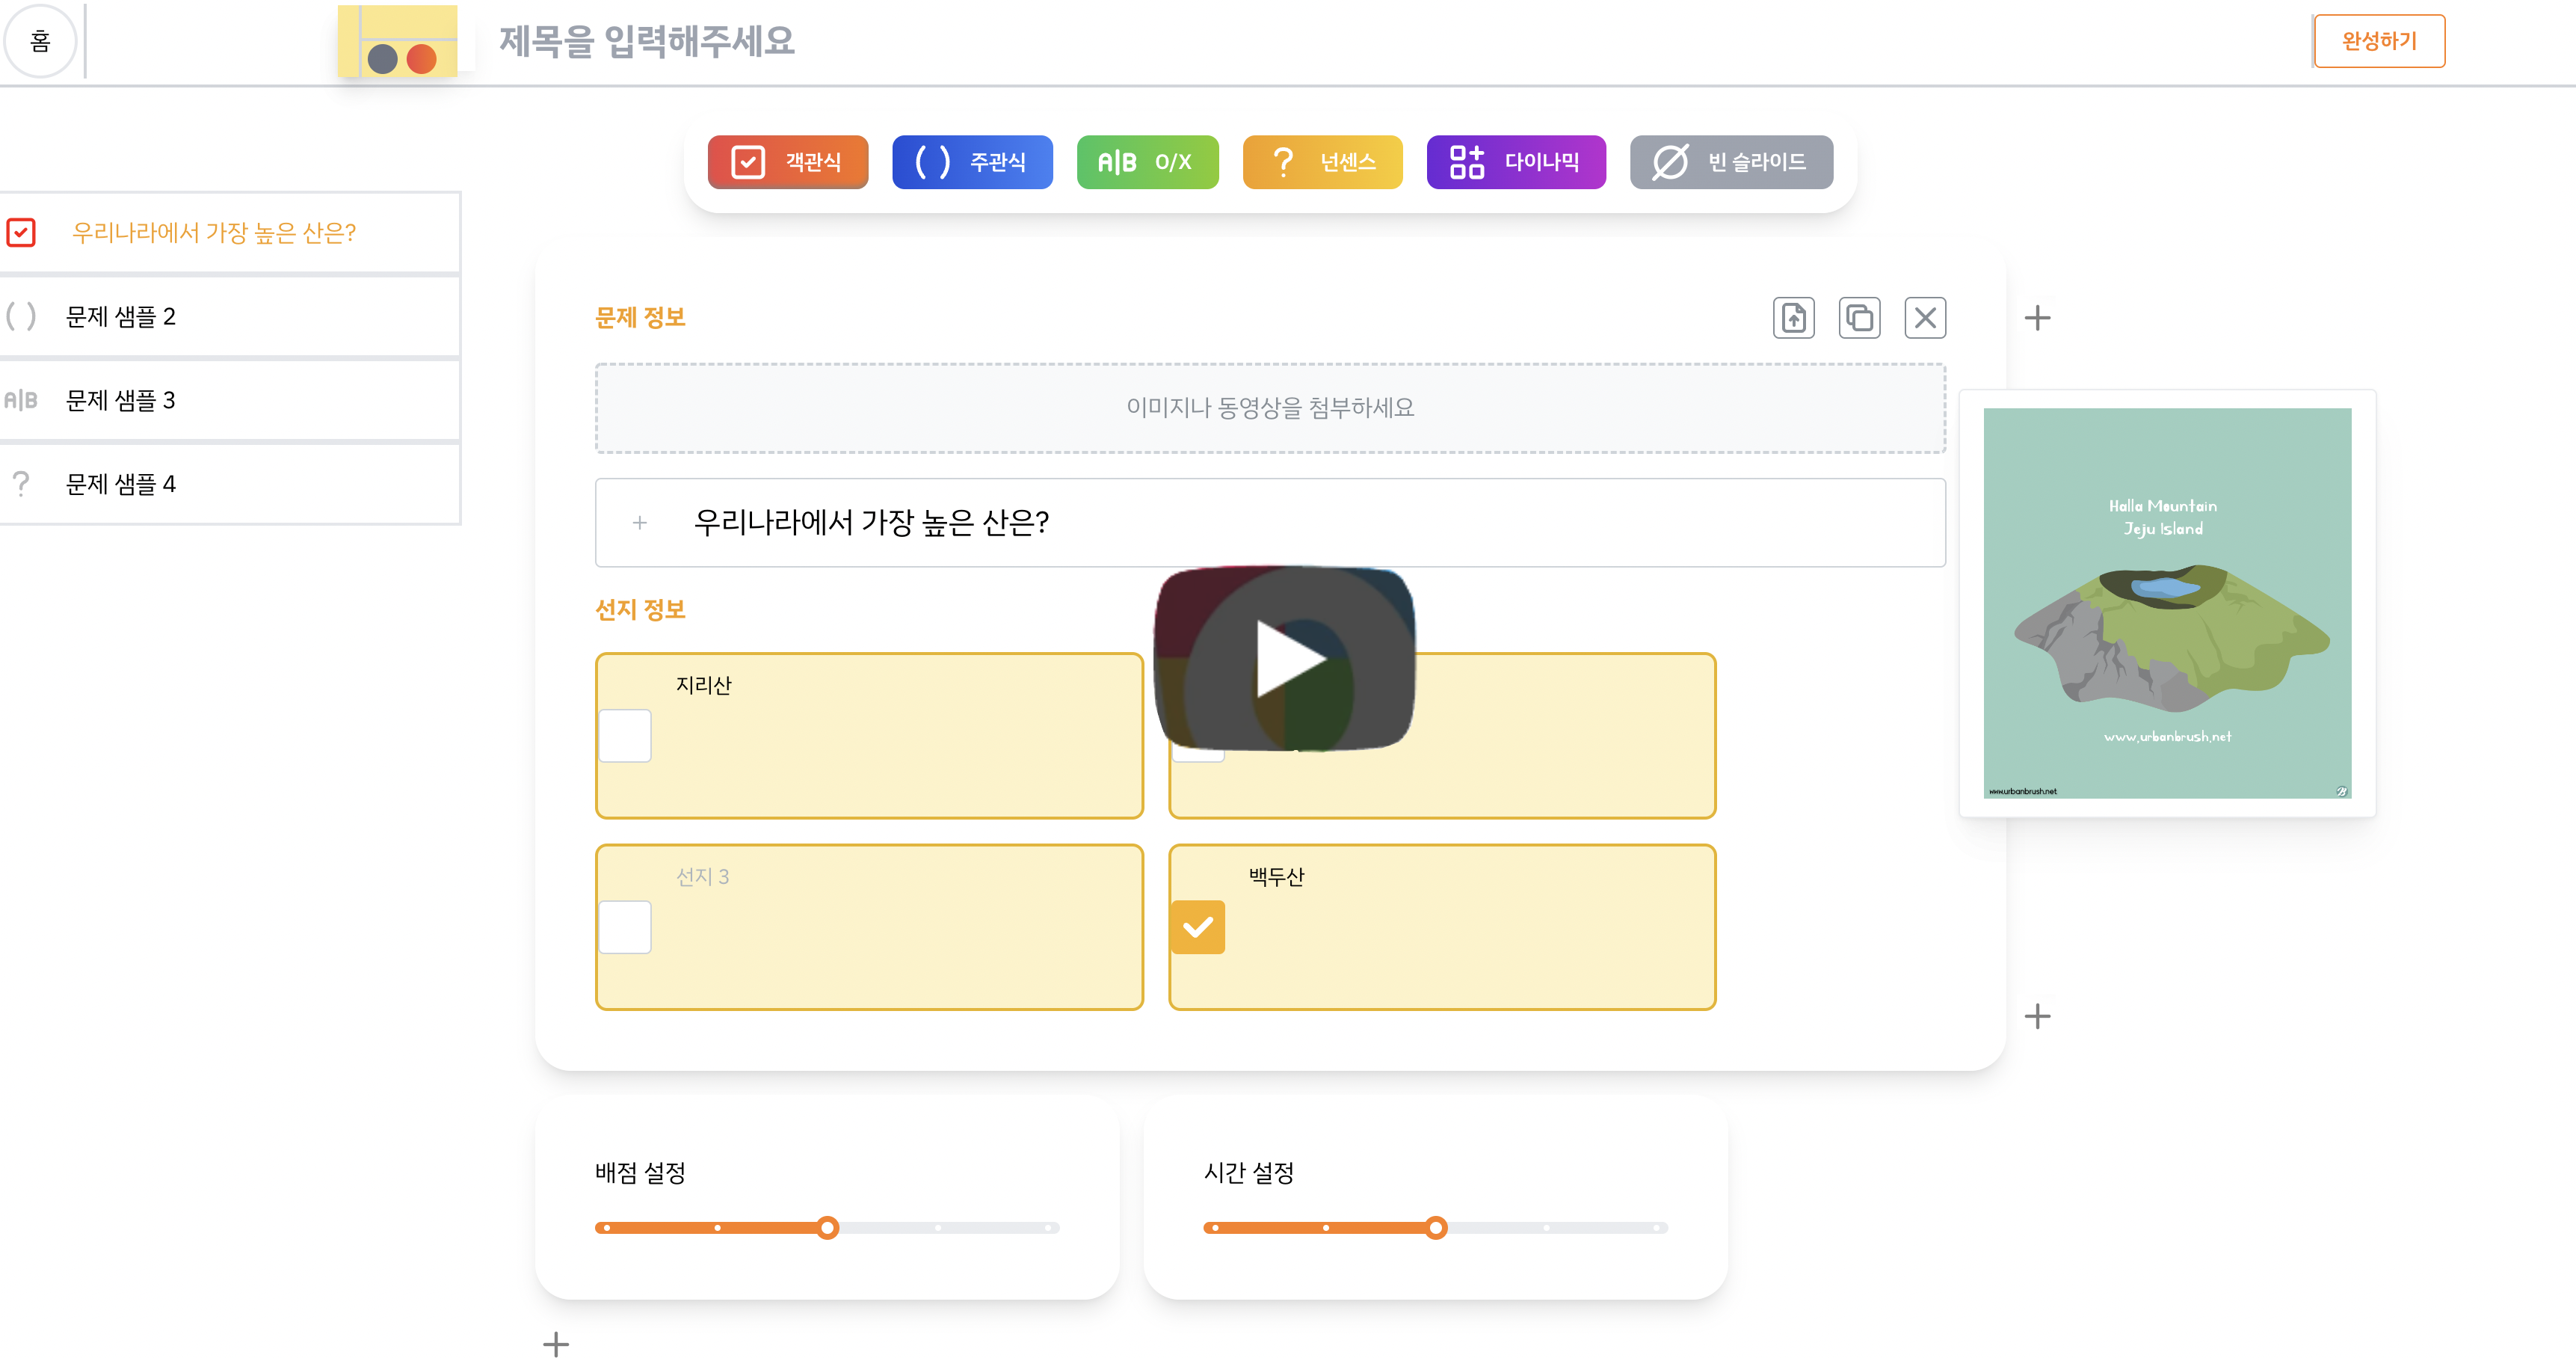 홈
제목을 입력해주세요
완성하기
객관식
주관식
A|B O/X
? 넌센스
다이나믹
빈 슬라이드
우리나라에서 가장 높은 산은?
( ) 문제 샘플 2
A|B 문제 샘플 3
? 문제 샘플 4
문제 정보
이미지나 동영상을 첨부하세요
+ 우리나라에서 가장 높은 산은?
Halla Mountain
Jeju Island
www.urbanbrush.net
www.urbanbrush.net
선지 정보
지리산
선지 3
백두산
배점 설정
시간 설정